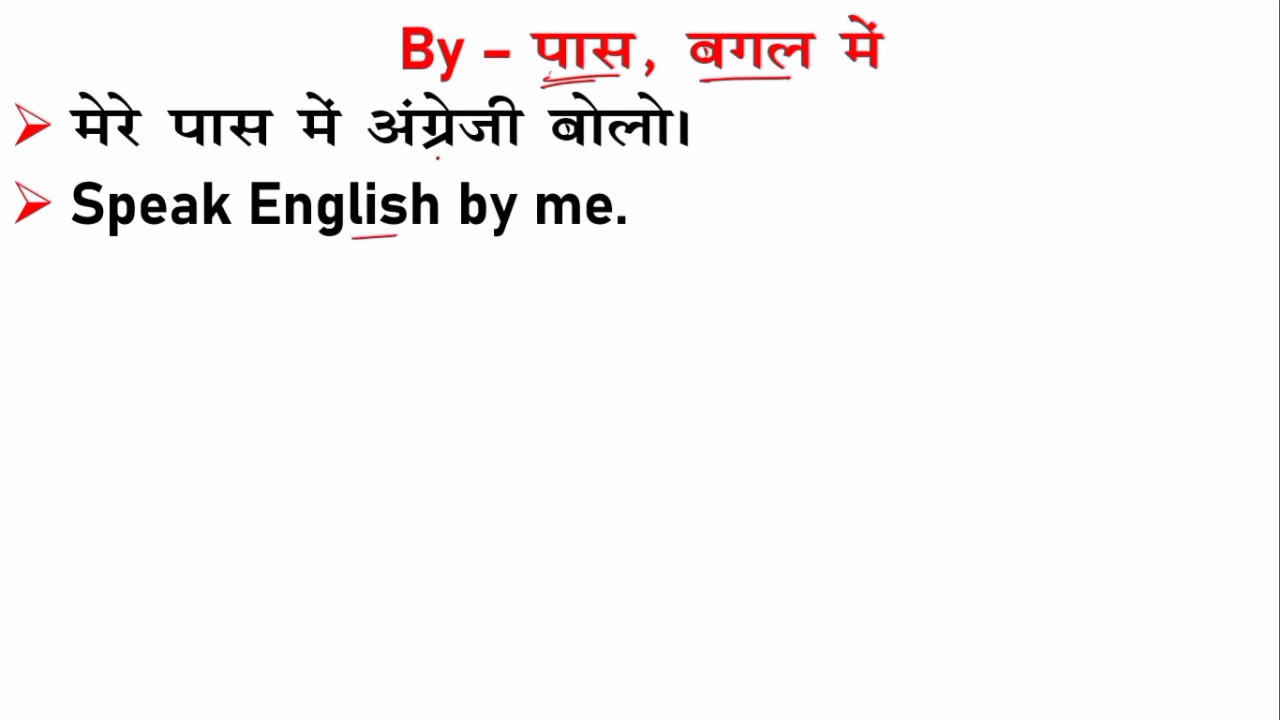 By – पास, बगल में
मेरे पास में अंग्रेजी बोलो।
Speak English by me.